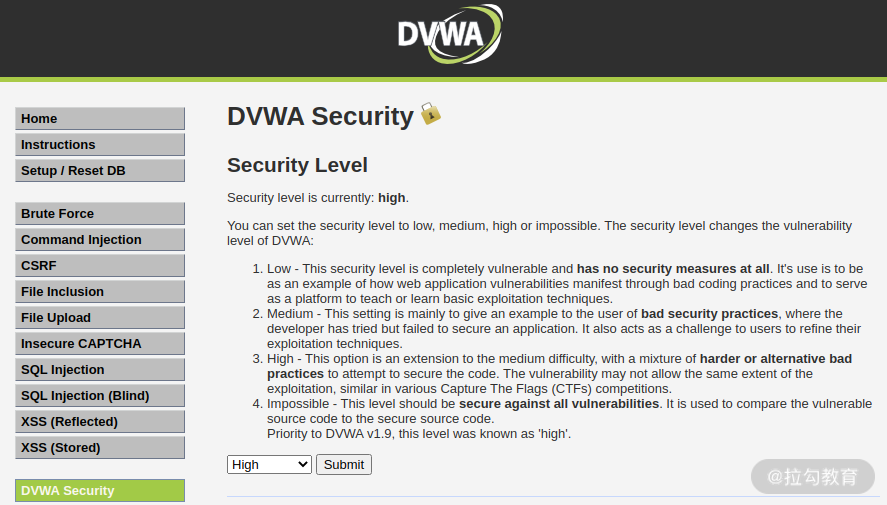 DVWA
Home
Instructions
Setup / Reset DB
Brute Force
Command Injection
CSRF
File Inclusion
File Upload
Insecure CAPTCHA
SQL Injection
SQL Injection (Blind)
XSS (Reflected)
XSS (Stored)
DVWA Security
DVWA Security
Security Level
Security level is currently: high.
You can set the security level to low, medium, high or impossible. The security level changes the vulnerability
level of DVWA:
1. Low - This security level is completely vulnerable and has no security measures at all. It's use is to be
as an example of how web application vulnerabilities manifest through bad coding practices and to serve
as a platform to teach or learn basic exploitation techniques.
2. Medium - This setting is mainly to give an example to the user of bad security practices, where the
developer has tried but failed to secure an application. It also acts as a challenge to users to refine their
exploitation techniques.
3. High - This option is an extension to the medium difficulty, with a mixture of harder or alternative bad
practices to attempt to secure the code. The vulnerability may not allow the same extent of the
exploitation, similar in various Capture The Flags (CTFs) competitions.
4. Impossible - This level should be secure against all vulnerabilities. It is used to compare the vulnerable
source code to the secure source code.
Priority to DVWA v1.9, this level was known as 'high'.
High Submit
@拉勾教育